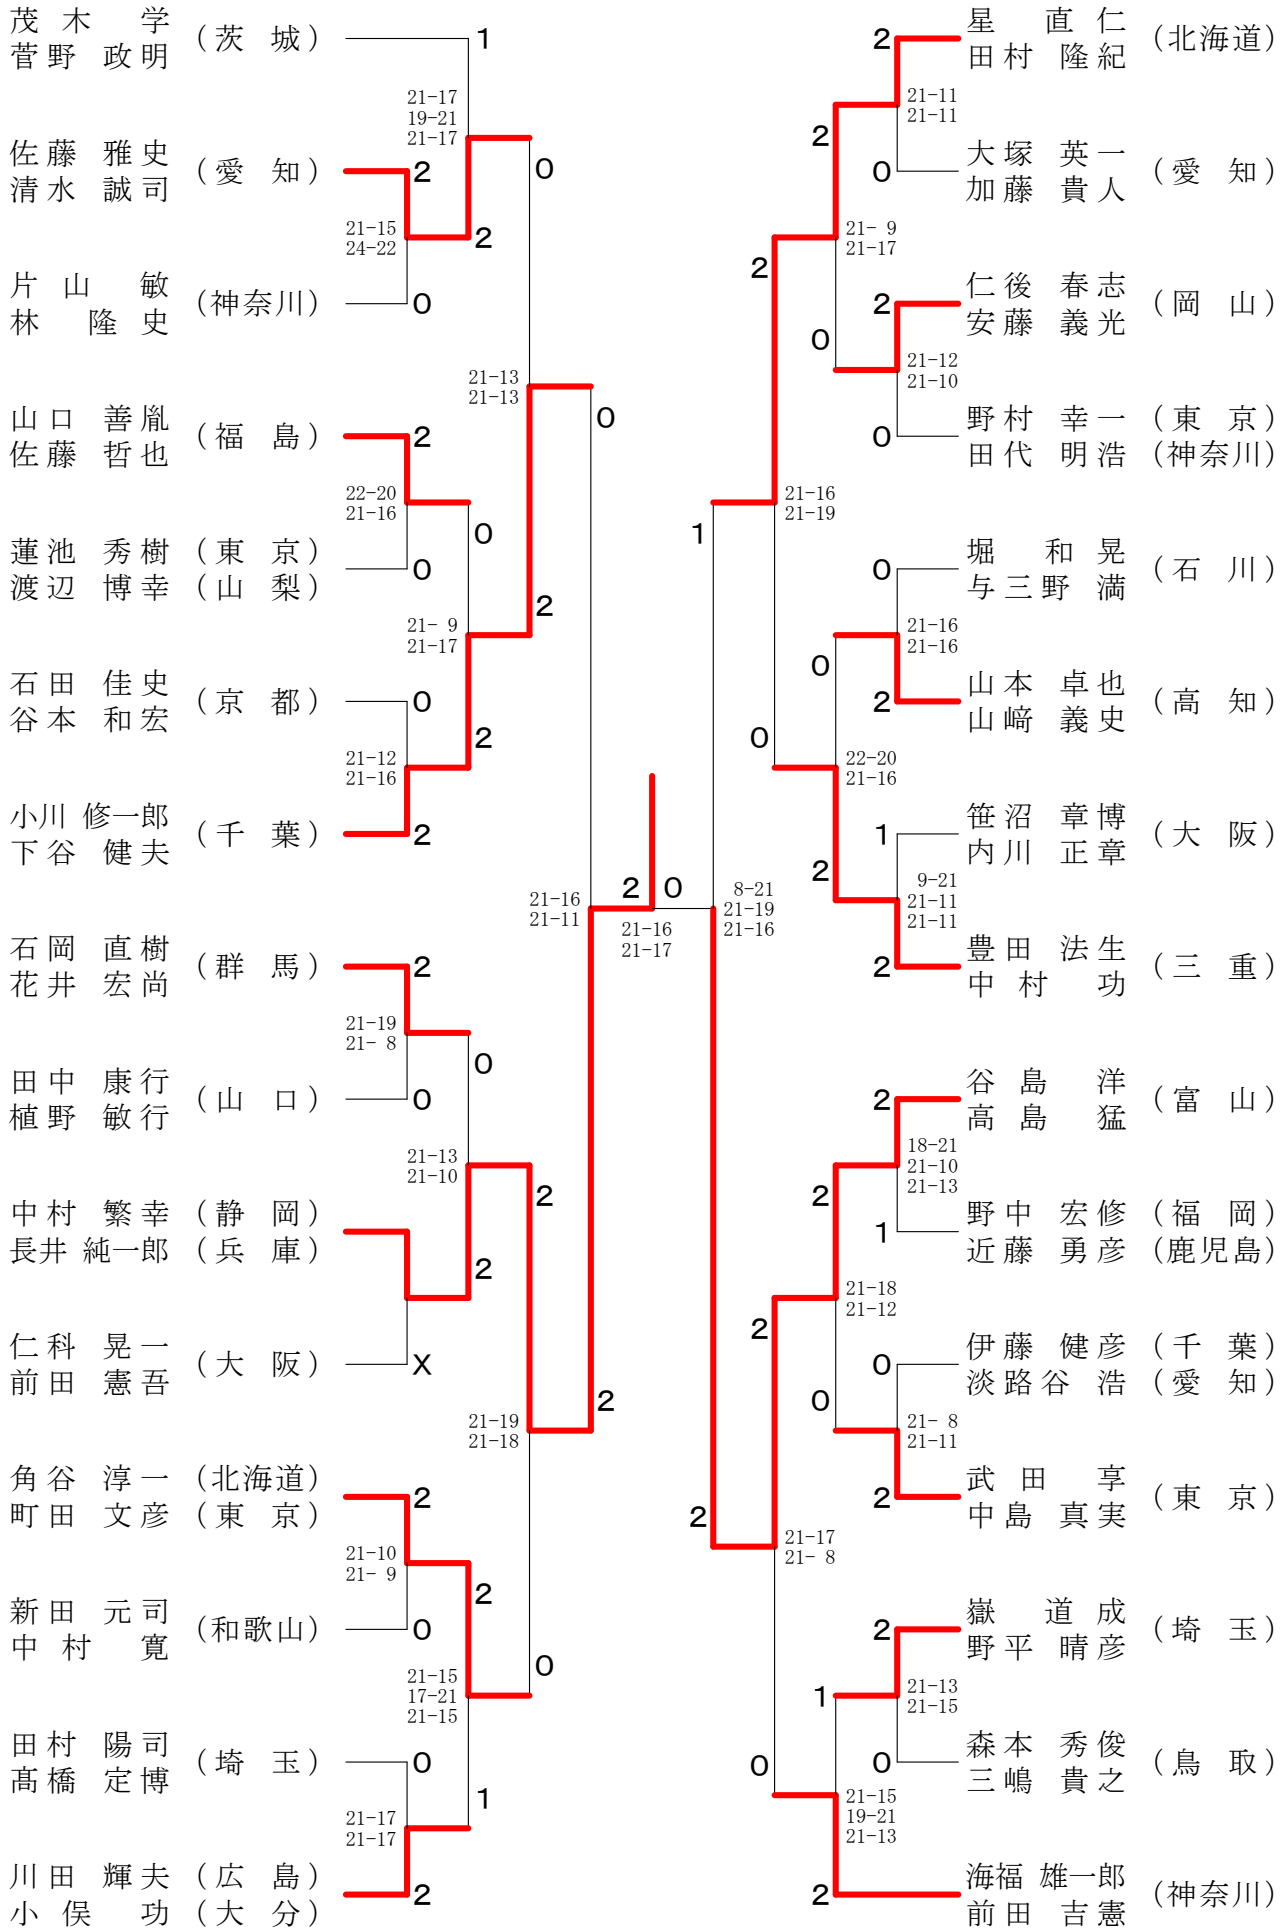 茂木 学
菅野 政明
(茨城)
1
21-17
19-21
21-17
佐藤 雅史
清水 誠司
(愛知)
2
0
21-15
24-22
2
片山 敏
林 隆史
(神奈川)
0
21-13
21-13
0
山口 善胤
佐藤 哲也
(福島)
2
22-20
21-16
0
蓮池 秀樹 (東京)
渡辺 博幸 (山梨)
0
2
21- 9
21-17
石田 佳史
谷本 和宏
(京都)
0
2
21-12
21-16
小川 修一郎
下谷 健夫
(千葉)
2
21-16
21-11
2 0
21-16
21-17
石岡 直樹
花井 宏尚
(群馬)
2
21-19
21- 8
0
田中 康行
植野 敏行
(山口)
0
21-13
21-10
2
中村 繁幸 (静岡)
長井 純一郎 (兵庫)
2
仁科 晃一
前田 憲吾
(大阪)
X
2
21-19
21-18
角谷 淳一 (北海道)
町田 文彦 (東京)
2
21-10
21- 9
2
新田 元司
中村 寛
(和歌山)
0
0
21-15
17-21
21-15
田村 陽司
髙橋 定博
(埼玉)
0
1
21-17
21-17
川田 輝夫 (広島)
小俣 功 (大分)
2
星 直仁
田村 隆紀
(北海道)
2
21-11
21-11
2
大塚 英一
加藤 貴人
(愛知)
0
21- 9
21-17
2
仁後 春志
安藤 義光
(岡山)
2
0
21-12
21-10
野村 幸一 (東京)
田代 明浩 (神奈川)
0
21-16
21-19
1
堀 和晃
与三野 満
(石川)
0
21-16
21-16
0
山本 卓也
山﨑 義史
(高知)
2
0
22-20
21-16
笹沼 章博
内川 正章
(大阪)
1
2
9-21
21-11
21-11
8-21
21-19
21-16
豊田 法生
中村 功
(三重)
2
谷島 洋
高島 猛
(富山)
2
18-21
21-10
21-13
2
野中 宏修 (福岡)
近藤 勇彦 (鹿児島)
1
21-18
21-12
2
伊藤 健彦 (千葉)
淡路谷 浩 (愛知)
0
0
21- 8
21-11
武田 享
中島 真実
(東京)
2
2
21-17
21- 8
嶽 道成
野平 晴彦
(埼玉)
2
1
21-13
21-15
森本 秀俊
三嶋 貴之
(鳥取)
0
0
21-15
19-21
21-13
海福 雄一郎
前田 吉憲
(神奈川)
2